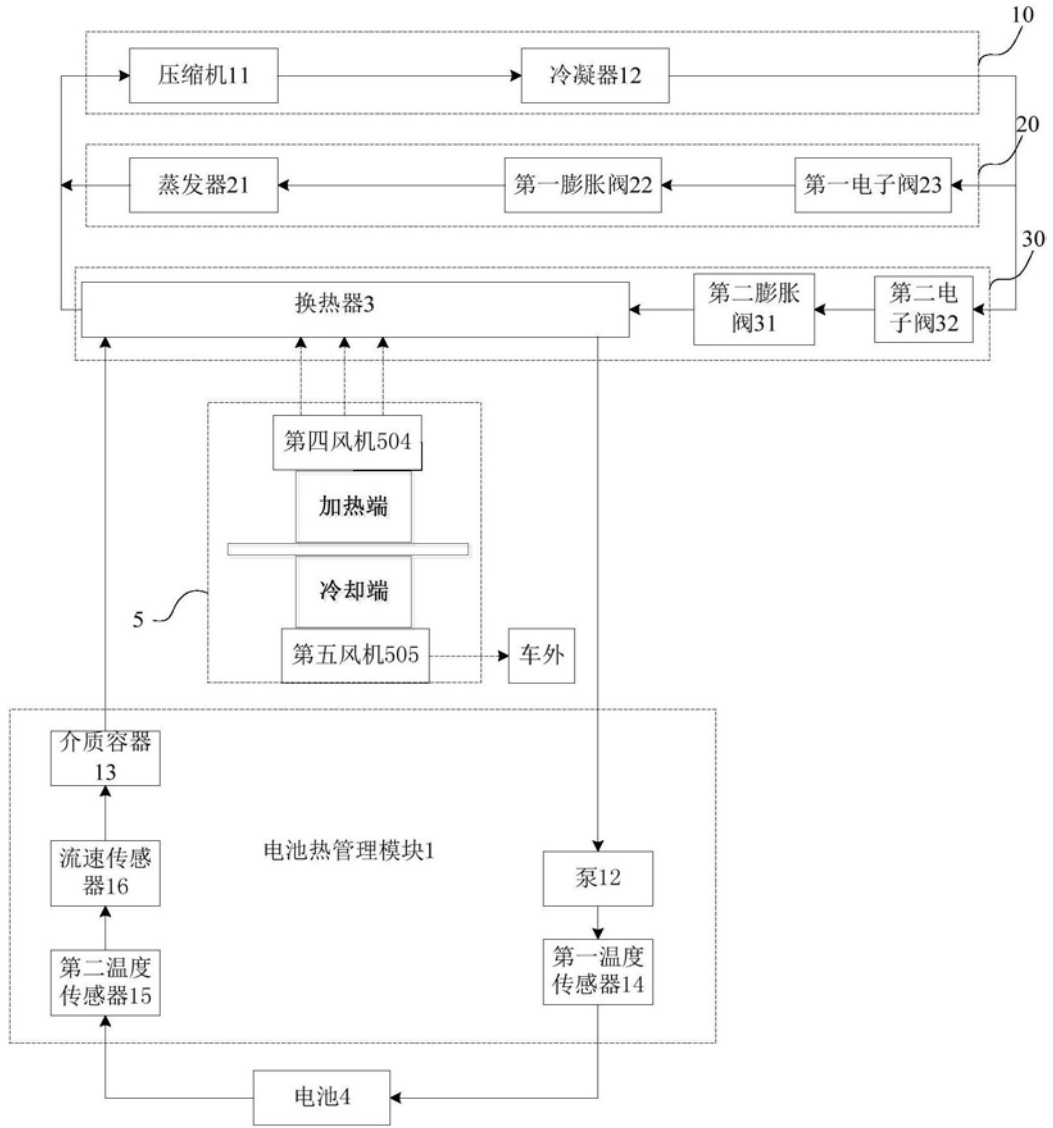 10
压缩机11
冷凝器12
20
蒸发器21
第一膨胀阀22
第一电子阀23
30
换热器3
第二膨胀
阀31
第二电
子阀32
第四风机504
加热端
冷却端
5
第五风机505
车外
介质容器
13
流速传感
器16
电池热管理模块1
泵12
第二温度
传感器15
第一温度
传感器14
电池4